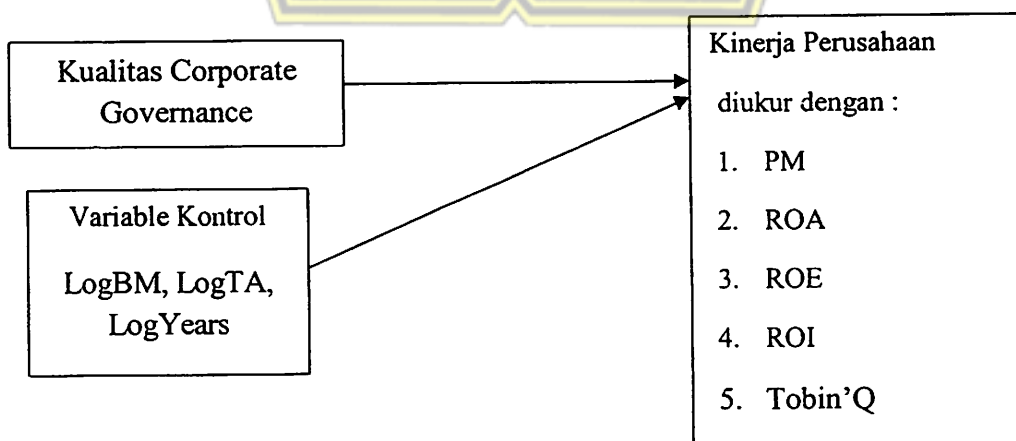 Kualitas Corporate
Governance
Variable Kontrol
LogBM, LogTA,
LogYears
Kinerja Perusahaan
diukur dengan :
1. PM
2. ROA
3. ROE
4. ROI
5. Tobin'Q